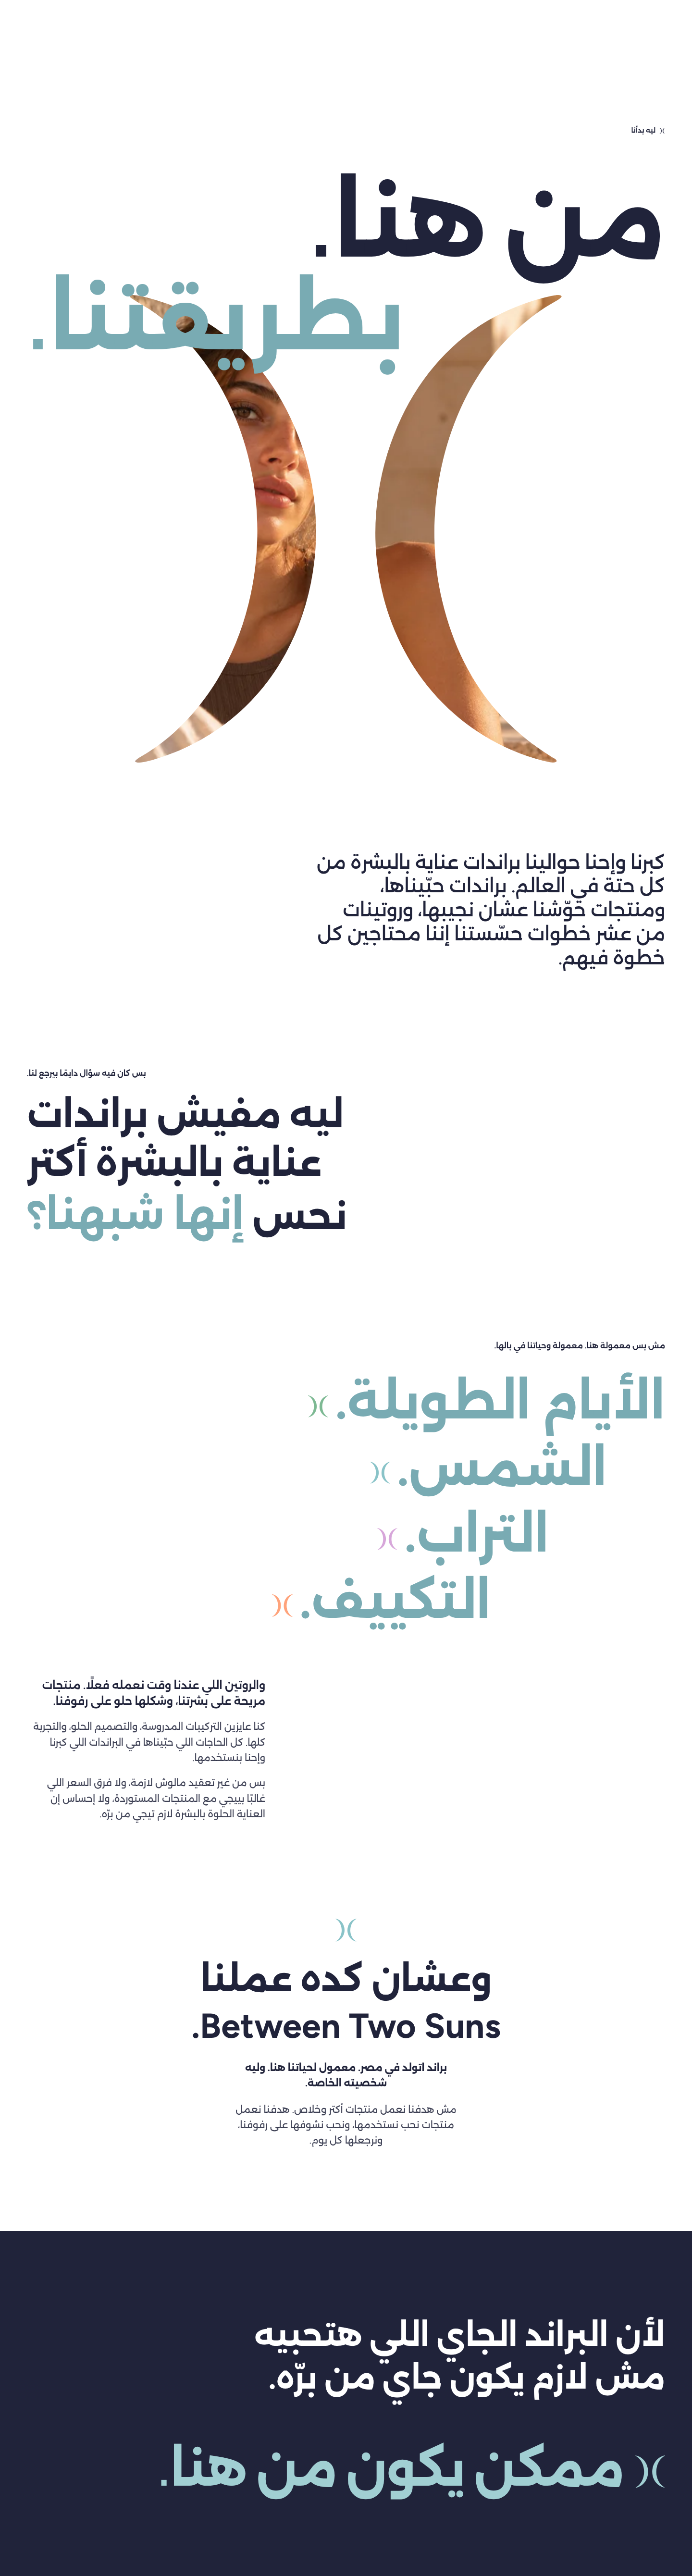 ليه بدأنا
من هنا.
بطريقتنا.
كبرنا وإحنا حوالينا براندات عناية بالبشرة من
كل حتة في العالم. براندات حبّيناها،
ومنتجات حوّشنا عشان نجيبها، وروتينات
من عشر خطوات حسّستنا إننا محتاجين كل
خطوة فيهم.
بس كان فيه سؤال دايمًا بيرجع لنا.
ليه مفيش براندات
عناية بالبشرة أكتر
نحس إنها شبهنا؟
مش بس معمولة هنا. معمولة وحياتنا في بالها.
الأيام الطويلة.
الشمس.
التراب.
التكييف.
والروتين اللي عندنا وقت نعمله فعلًا. منتجات
مريحة على بشرتنا، وشكلها حلو على رفوفنا.
كنا عايزين التركيبات المدروسة، والتصميم الحلو، والتجربة
كلها. كل الحاجات اللي حبّيناها في البراندات اللي كبرنا
وإحنا بنستخدمها.
بس من غير تعقيد مالوش لازمة، ولا فرق السعر اللي
غالبًا بييجي مع المنتجات المستوردة، ولا إحساس إن
العناية الحلوة بالبشرة لازم تيجي من برّه.
وعشان كده عملنا
Between Two Suns.
براند اتولد في مصر. معمول لحياتنا هنا. وليه
شخصيته الخاصة.
مش هدفنا نعمل منتجات أكتر وخلاص. هدفنا نعمل
منتجات نحب نستخدمها، ونحب نشوفها على رفوفنا،
ونرجعلها كل يوم.
لأن البراند الجاي اللي هتحبيه
مش لازم يكون جاي من برّه.
ممكن يكون من هنا.